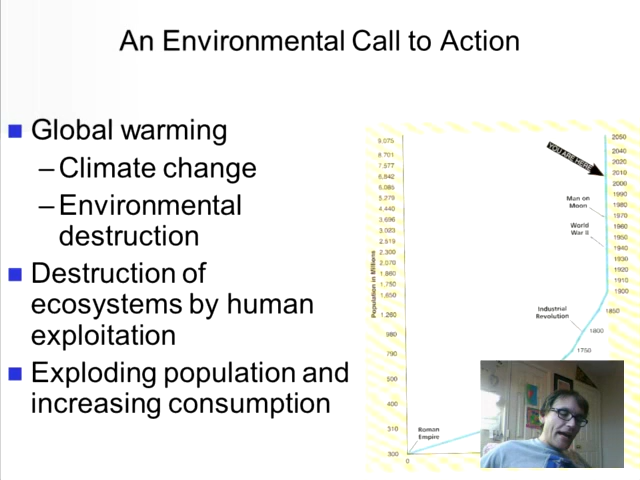 An Environmental Call to Action
Global warming
–Climate change
–Environmental
destruction
Destruction of
ecosystems by human
exploitation
Exploding population and
increasing consumption
Population in Millions
9,075
8,701
7,577
6,842
6,085
5,279
4,440
3,696
3,023
2,519
2,300
2,070
1,860
1,750
1,650
1,260
980
790
500
400
310
300
0
YOU ARE HERE
Man on
Moon
World
War II
Industrial
Revolution
Roman
Empire
2050
2040
2020
2010
2000
1990
1980
1970
1960
1950
1940
1930
1920
1910
1900
1850
1800
1750